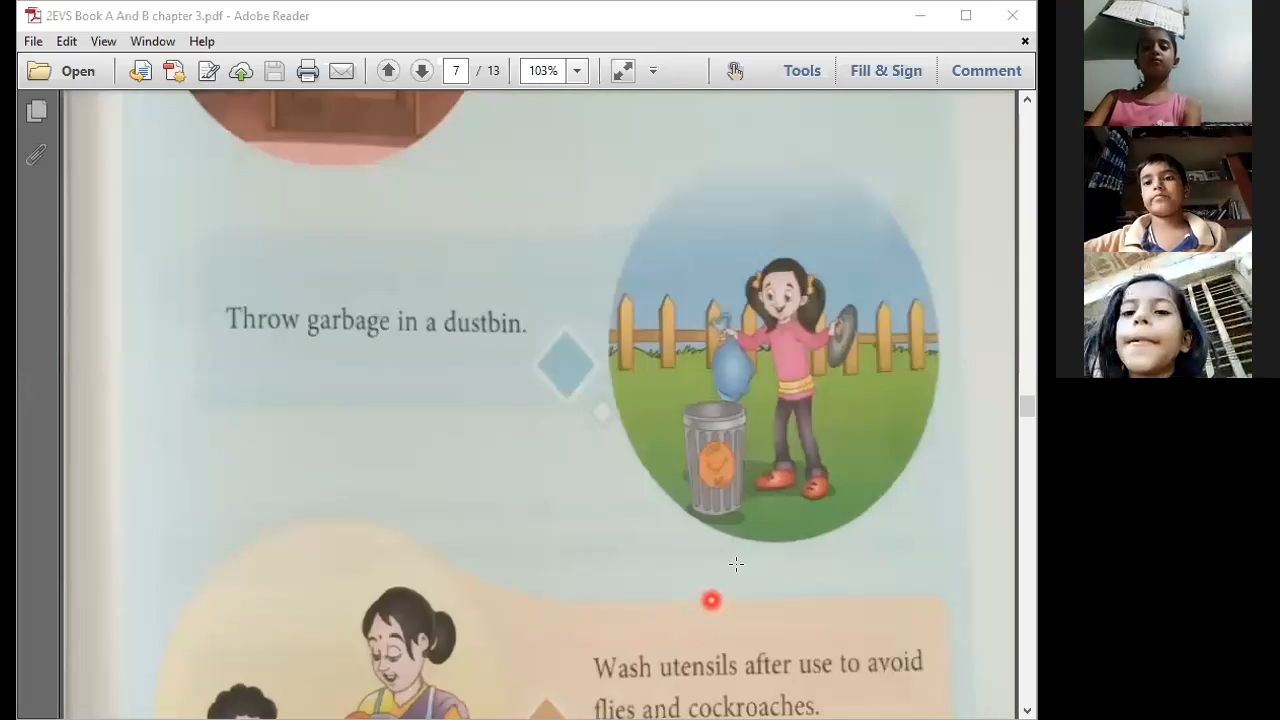 2EVS Book A And B chapter 3.pdf - Adobe Reader
File Edit View Window Help
Open 7 / 13 103% Tools Fill & Sign Comment
Throw garbage in a dustbin.
Wash utensils after use to avoid
flies and cockroaches.